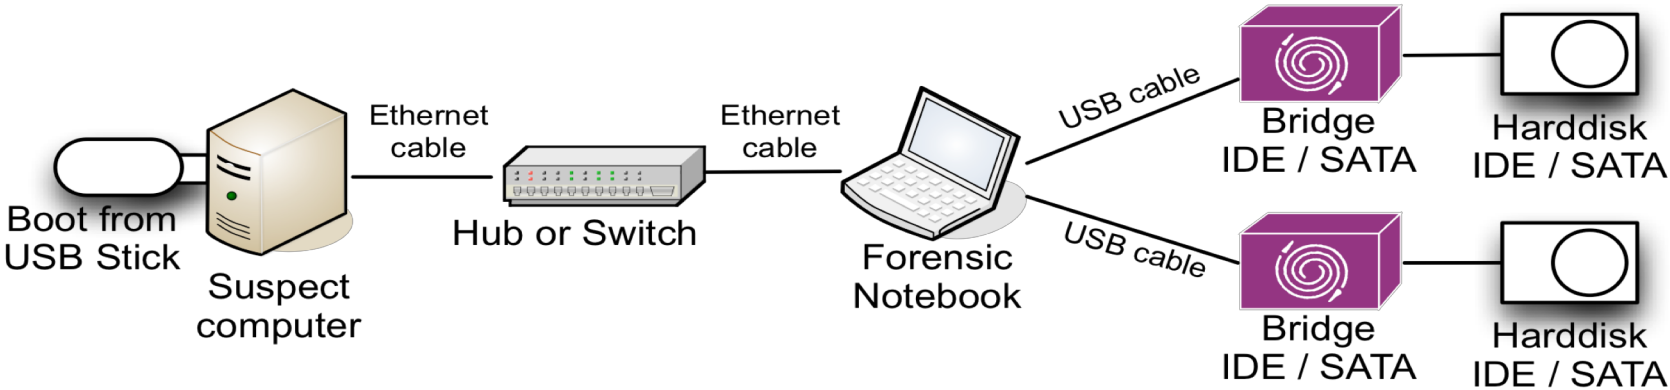 Boot from
USB Stick
Suspect
computer
Ethernet
cable
Hub or Switch
Ethernet
cable
Forensic
Notebook
USB cable
Bridge
IDE / SATA
Harddisk
IDE / SATA
USB cable
Bridge
IDE / SATA
Harddisk
IDE / SATA